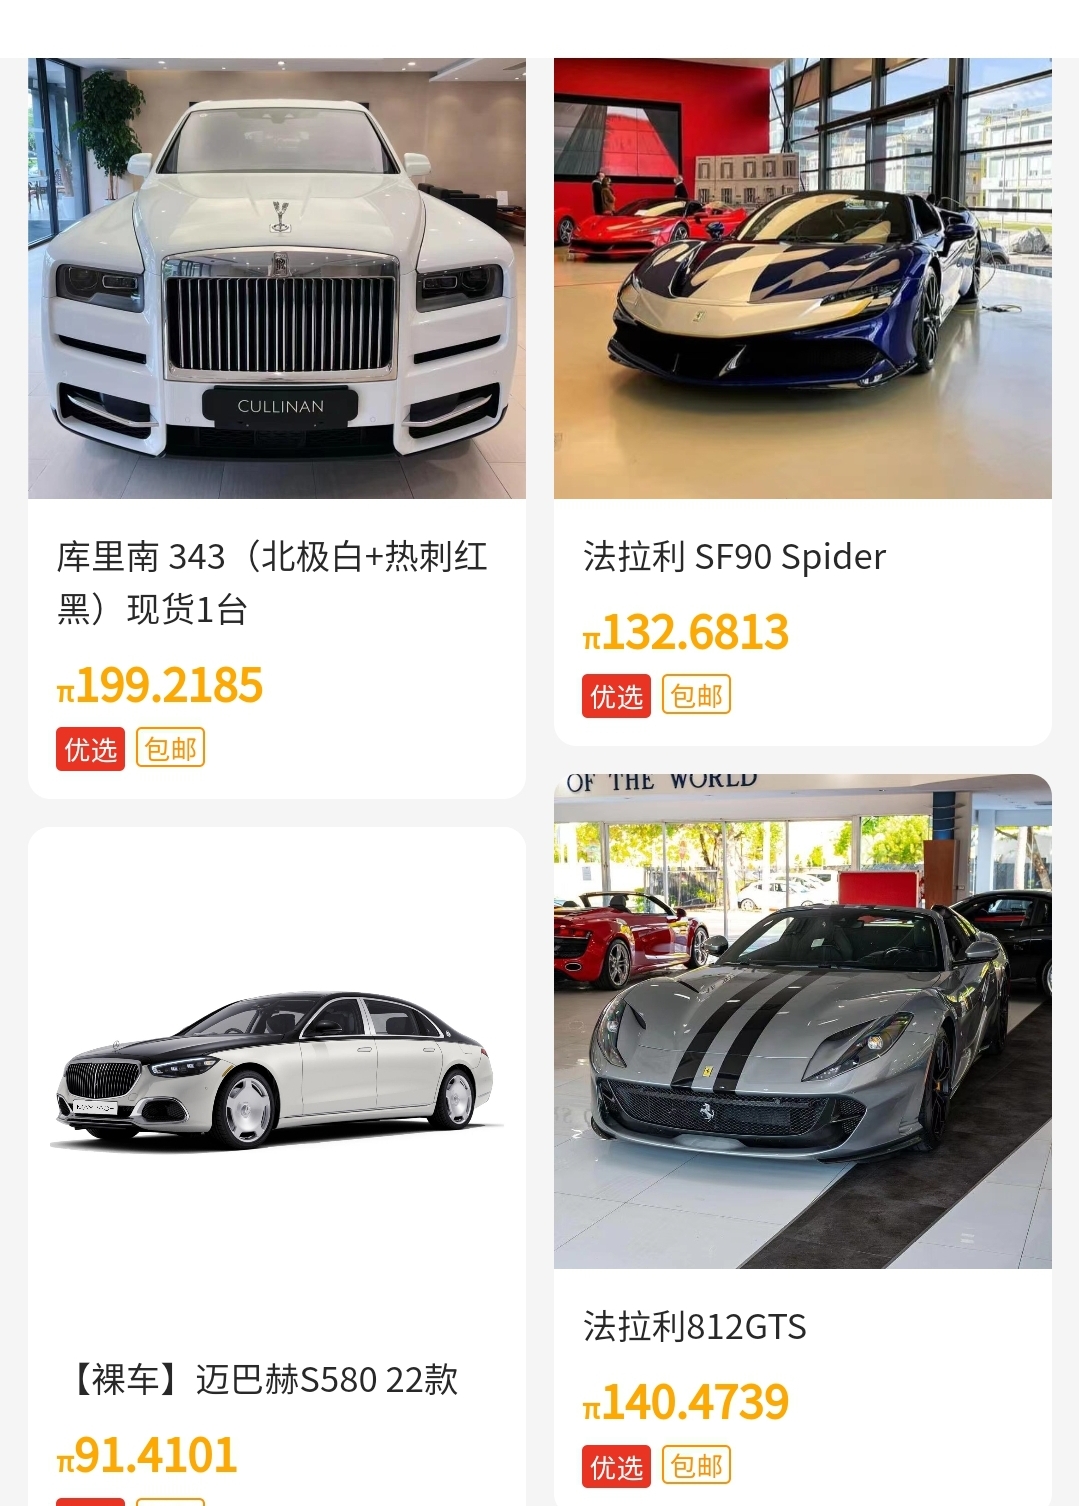 CULLINAN
库里南 343（北极白+热刺红
黑）现货1台
π199.2185
优选 包邮
法拉利 SF90 Spider
π132.6813
优选 包邮
【裸车】迈巴赫S580 22款
π91.4101
OF THE WORLD
法拉利812GTS
π140.4739
优选 包邮